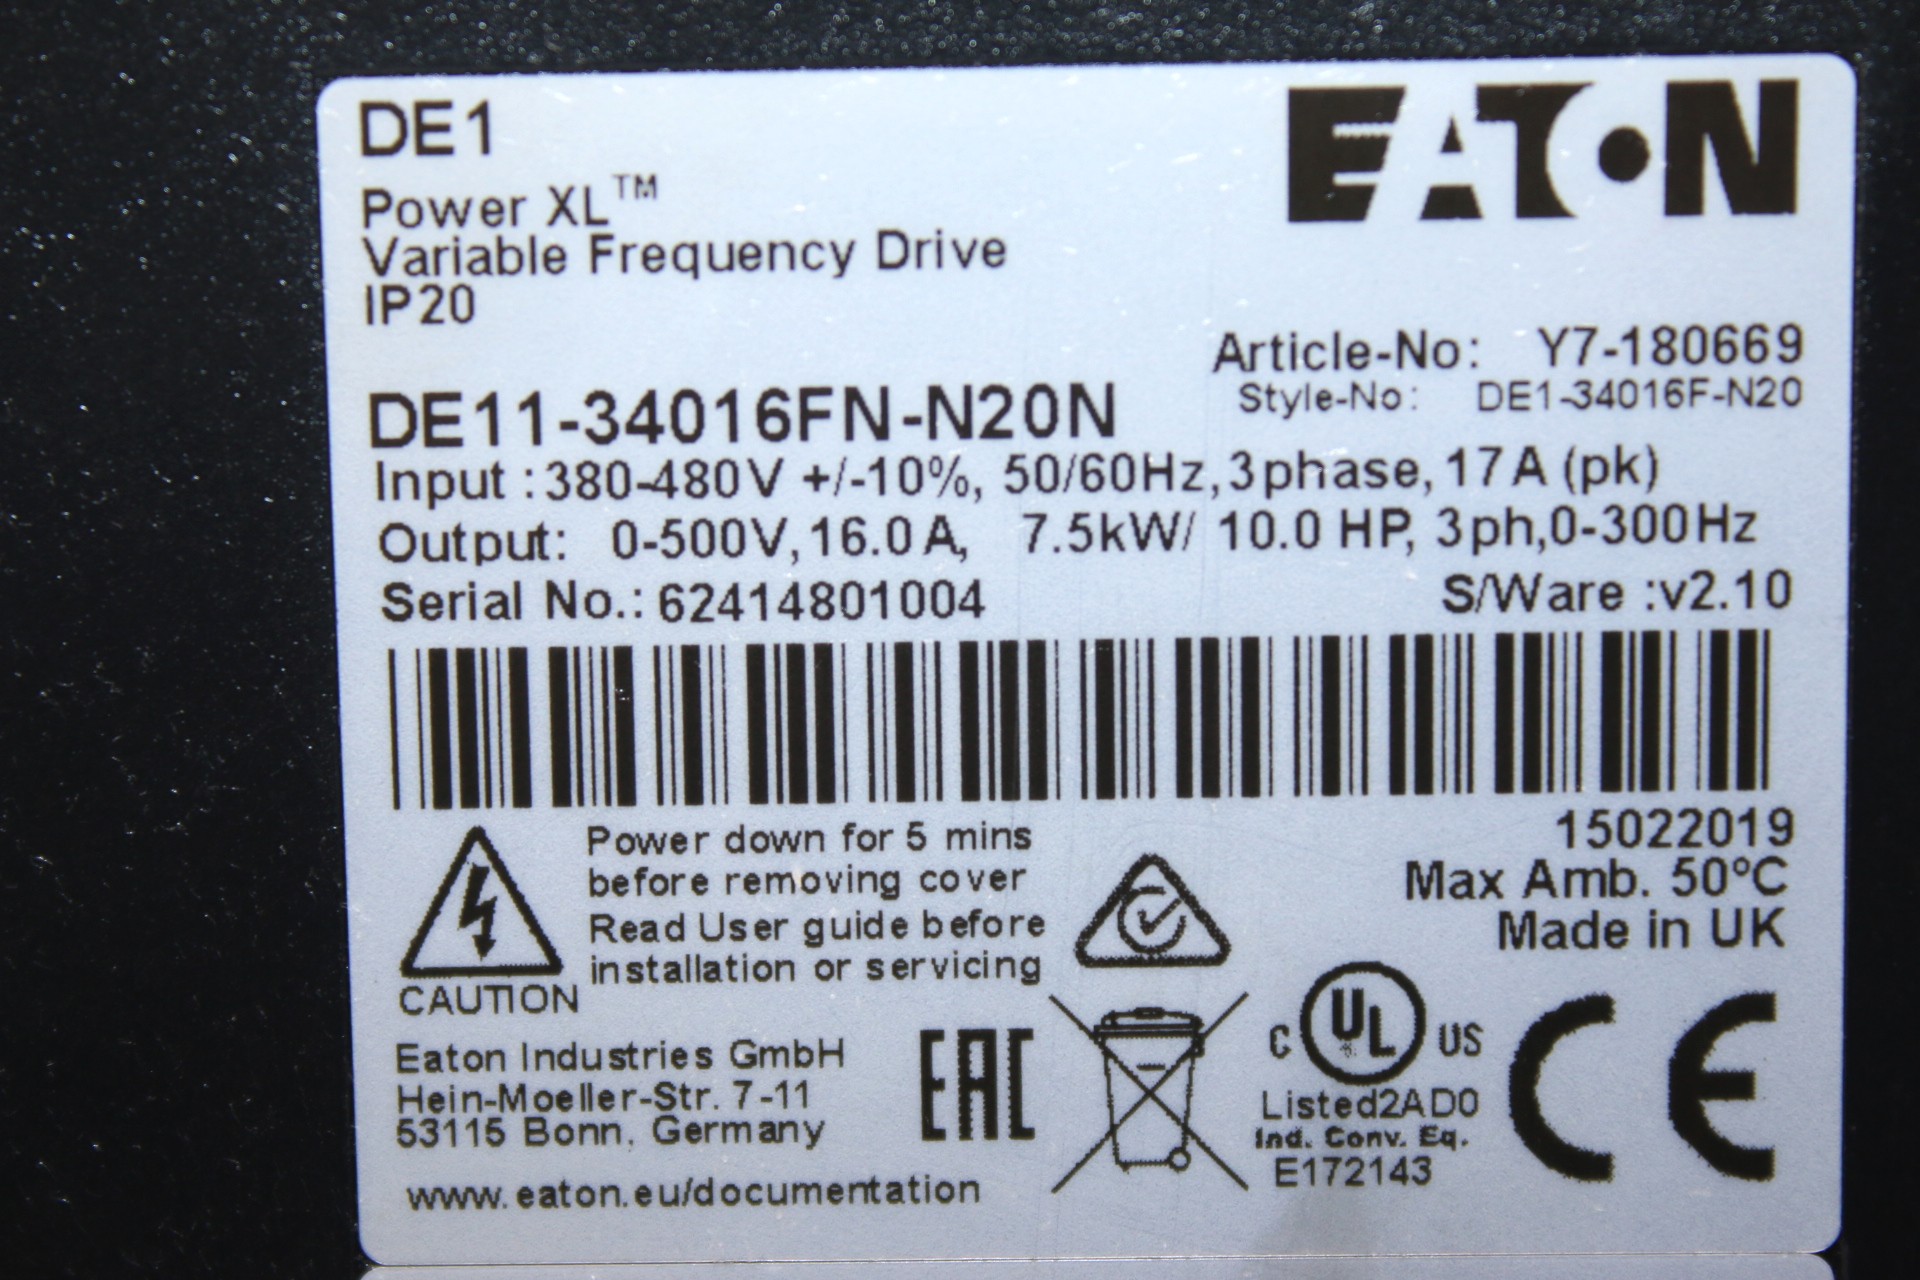 DE1
EATON
Power XL™
Variable Frequency Drive
IP20
Article-No: Y7-180669
Style-No: DE1-34016F-N20
DE11-34016FN-N20N
Input :380-480V +/-10%, 50/60Hz, 3phase, 17A (pk)
Output: 0-500V, 16.0 A, 7.5kW/ 10.0 HP, 3ph,0-300Hz
Serial No.: 62414801004
S/Ware :v2.10
15022019
Max Amb. 50°C
Made in UK
Power down for 5 mins
before removing cover
Read User guide before
installation or servicing
CAUTION
Eaton Industries GmbH
Hein-Moeller-Str. 7-11
53115 Bonn. Germany
www.eaton.eu/documentation
EAC
C UL US
Listed2AD0
Ind. Conv. Eq.
E172143
CE